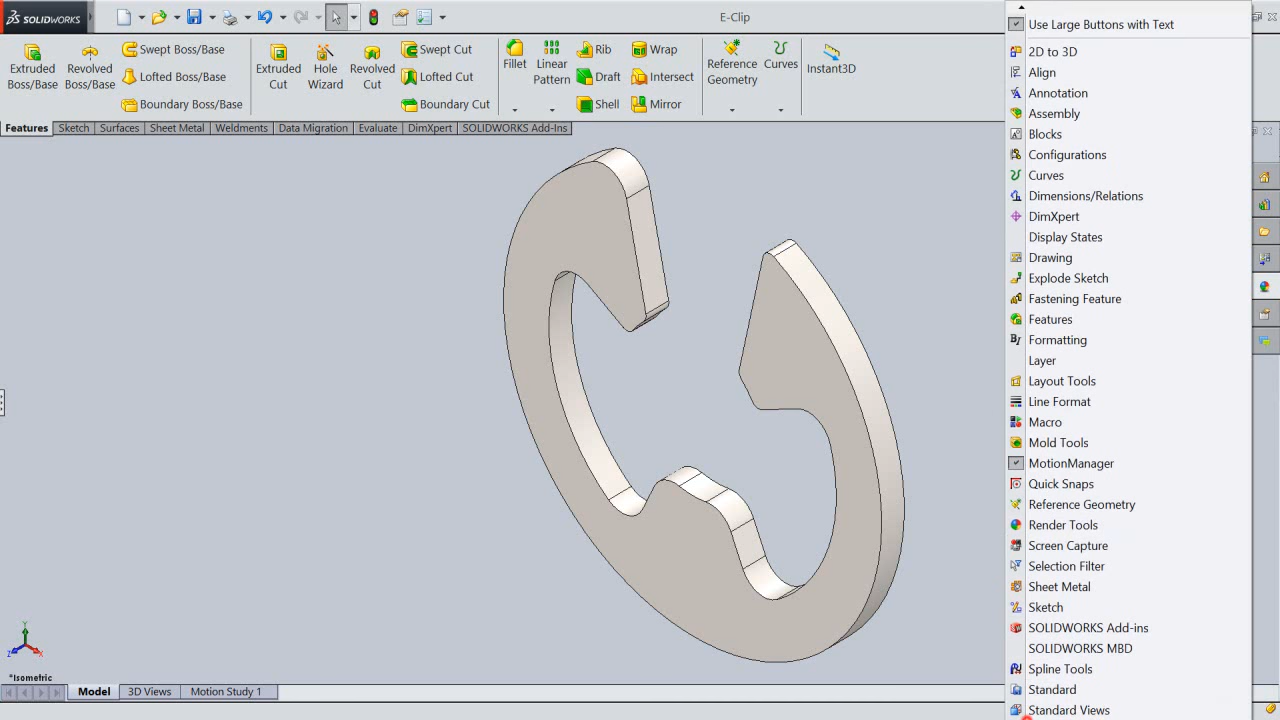 SOLIDWORKS
E-Clip
Extruded Boss/Base
Revolved Boss/Base
Swept Boss/Base
Lofted Boss/Base
Boundary Boss/Base
Extruded Cut
Hole Wizard
Revolved Cut
Swept Cut
Lofted Cut
Boundary Cut
Fillet
Linear Pattern
Rib
Draft
Shell
Wrap
Intersect
Mirror
Reference Geometry
Curves
Instant3D
Features
Sketch
Surfaces
Sheet Metal
Weldments
Data Migration
Evaluate
DimXpert
SOLIDWORKS Add-Ins
Use Large Buttons with Text
2D to 3D
Align
Annotation
Assembly
Blocks
Configurations
Curves
Dimensions/Relations
DimXpert
Display States
Drawing
Explode Sketch
Fastening Feature
Features
Formatting
Layer
Layout Tools
Line Format
Macro
Mold Tools
MotionManager
Quick Snaps
Reference Geometry
Render Tools
Screen Capture
Selection Filter
Sheet Metal
Sketch
SOLIDWORKS Add-ins
SOLIDWORKS MBD
Spline Tools
Standard
Standard Views
Y
Z
X
*Isometric
Model
3D Views
Motion Study 1